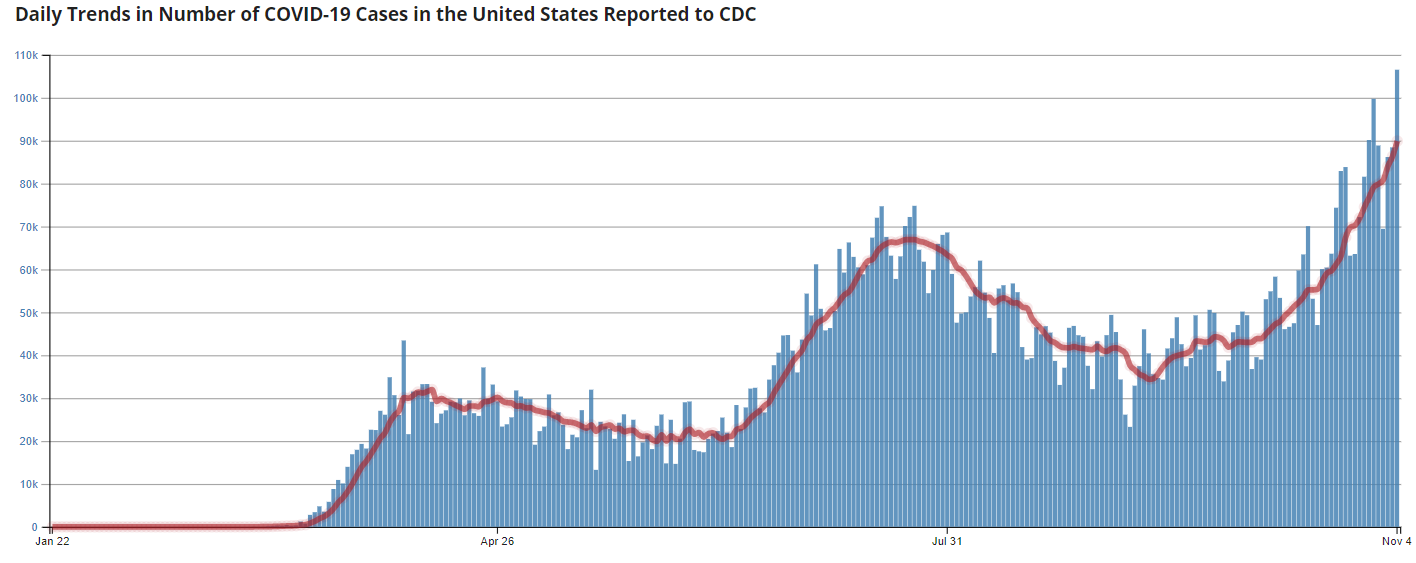 Daily Trends in Number of COVID-19 Cases in the United States Reported to CDC
110k
100k
90k
80k
70k
60k
50k
40k
30k
20k
10k
0
Jan 22 Apr 26 Jul 31 Nov 4